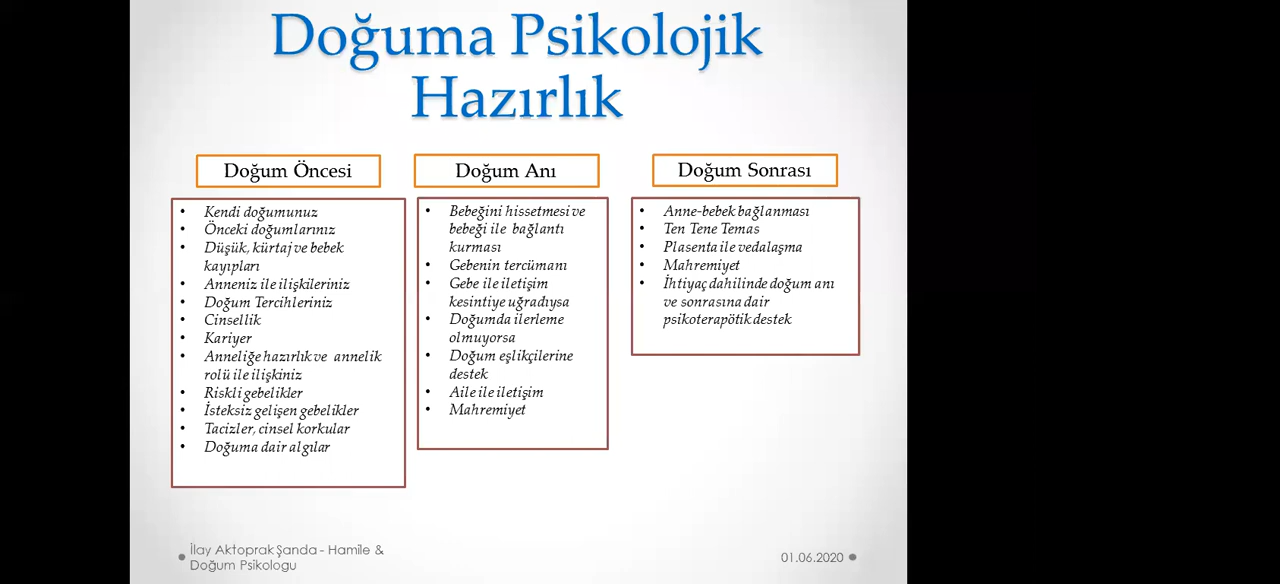 Doğuma Psikolojik
Hazırlık
Doğum Öncesi
• Kendi doğumunuz
• Önceki doğumlarınız
• Düşük, kürtaj ve bebek
kayıpları
• Anneniz ile ilişkileriniz
• Doğum Tercihleriniz
• Cinsellik
• Kariyer
• Anneliğe hazırlık ve annelik
rolü ile ilişkiniz
• Riskli gebelikler
• İsteksiz gelişen gebelikler
• Tacizler, cinsel korkular
• Doğuma dair algılar
Doğum Anı
• Bebeğini hissetmesi ve
bebeği ile bağlantı
kurması
• Gebenin tercümanı
• Gebe ile iletişim
kesintiye uğradıysa
• Doğumda ilerleme
olmuyorsa
• Doğum eşlikçilerine
destek
• Aile ile iletişim
• Mahremiyet
Doğum Sonrası
• Anne-bebek bağlanması
• Ten Tene Temas
• Plasenta ile vedalaşma
• Mahremiyet
• İhtiyaç dahilinde doğum anı
ve sonrasına dair
psikoterapötik destek
• İlay Aktoprak Şanda - Hamile &
Doğum Psikologu
01.06.2020 •